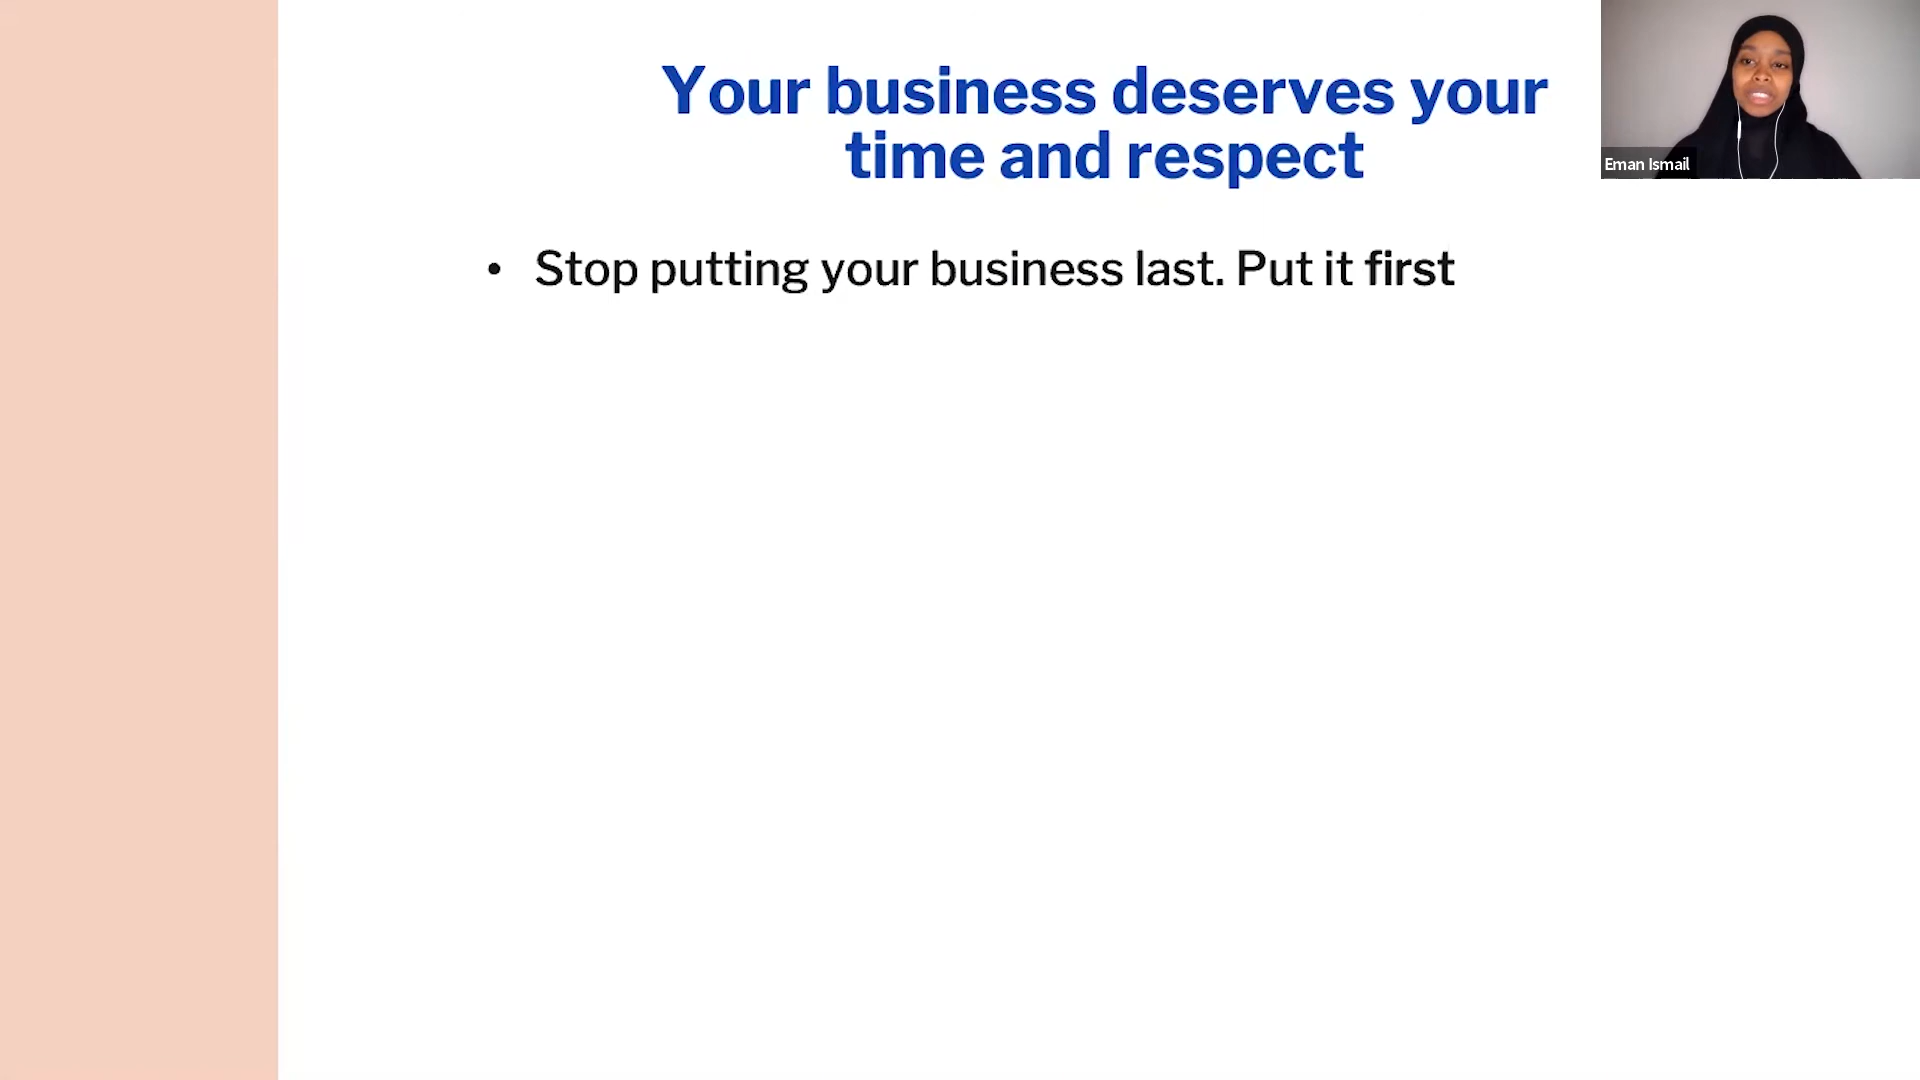 Your business deserves your
time and respect
• Stop putting your business last. Put it first
Eman Ismail